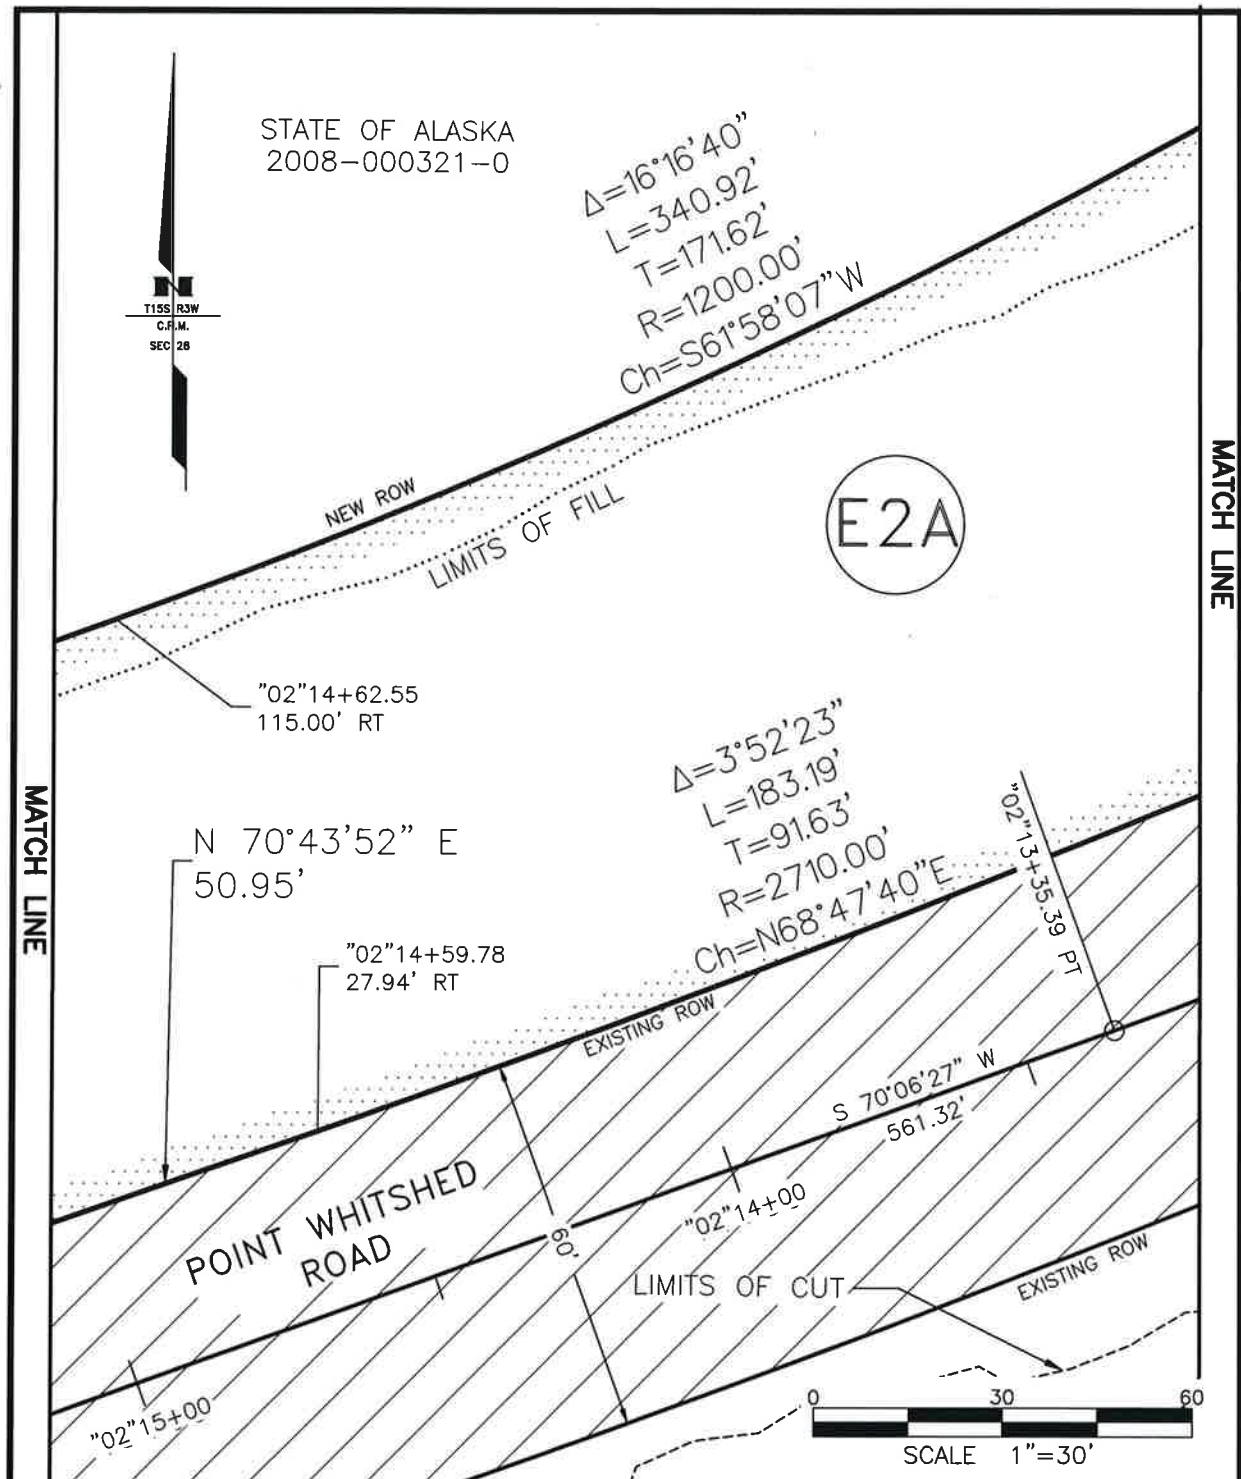 STATE OF ALASKA
2008-000321-0
Δ=16°16'40"
L=340.92'
T=171.62'
R=1200.00'
Ch=S61°58'07"W
N
T15S R3W
C.R.M.
SEC 28
NEW ROW
LIMITS OF FILL
E2A
MATCH LINE
"02"14+62.55
115.00' RT
Δ=3°52'23"
L=183.19'
T=91.63'
R=2710.00'
Ch=N68°47'40"E
"02"13+35.39 PT
MATCH LINE
N 70°43'52" E
50.95'
"02"14+59.78
27.94' RT
EXISTING ROW
S 70°06'27" W
561.32'
POINT WHITSHED
ROAD
60'
"02"14+00
LIMITS OF CUT
EXISTING ROW
"02"15+00
0 30 60
SCALE 1"=30'